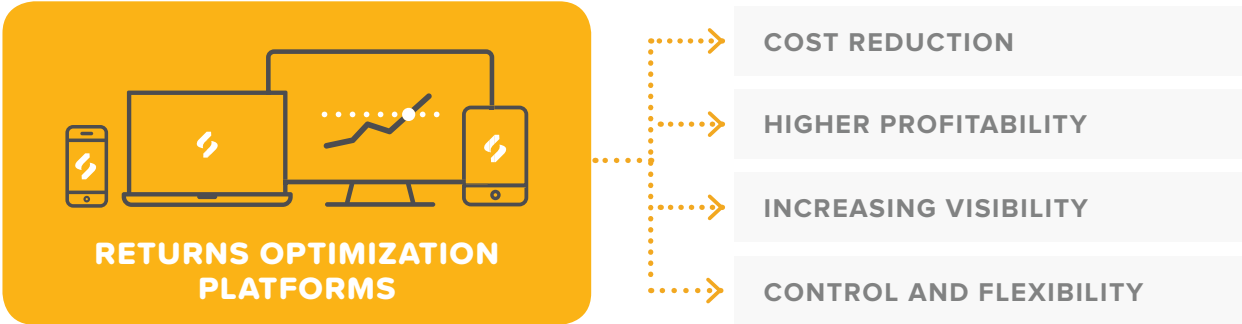 RETURNS OPTIMIZATION
PLATFORMS
COST REDUCTION
HIGHER PROFITABILITY
INCREASING VISIBILITY
CONTROL AND FLEXIBILITY